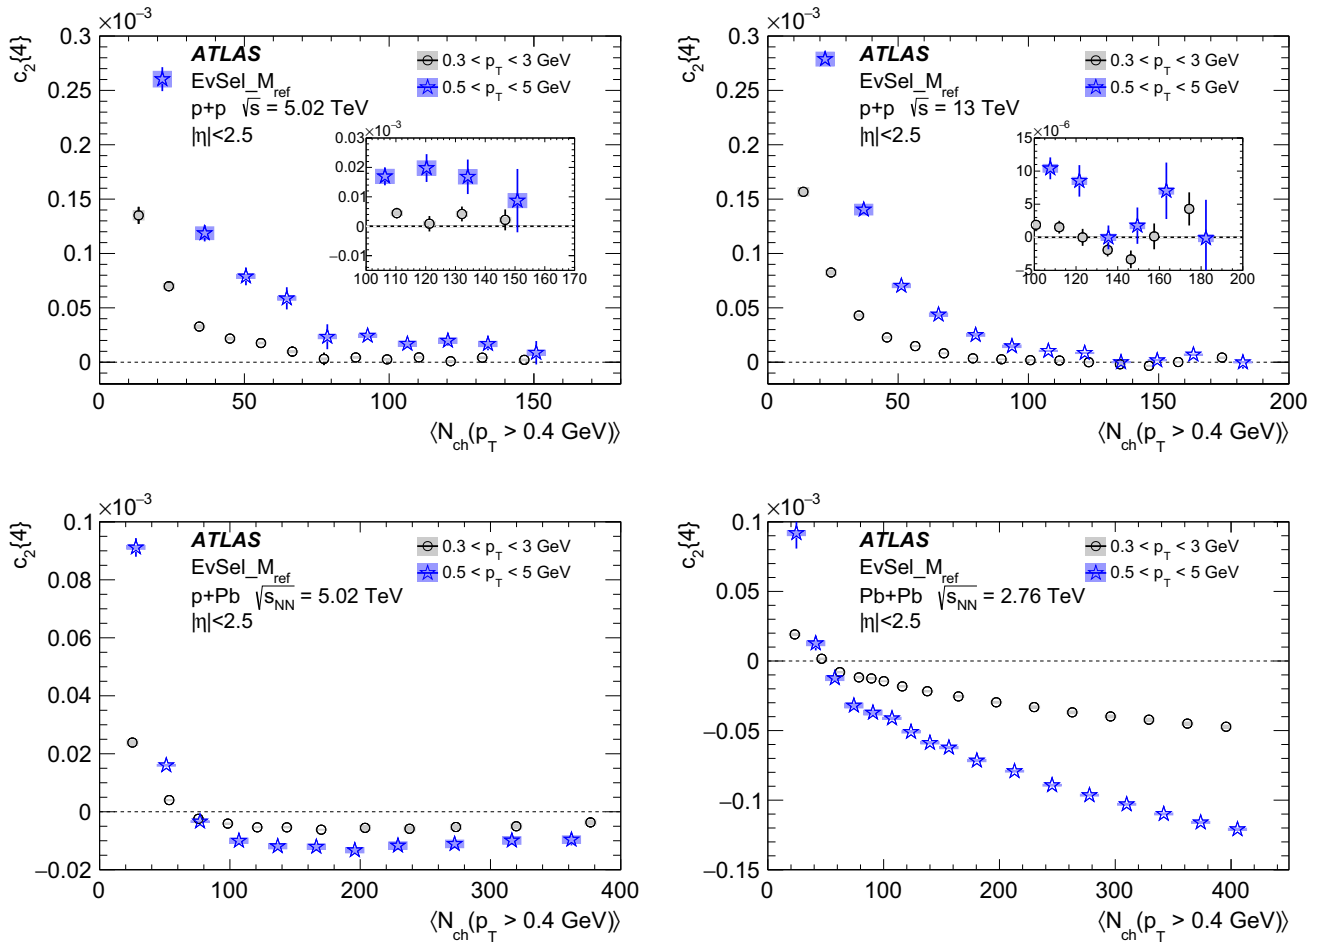 ×10⁻³
c₂{4}
0.3
0.25
0.2
0.15
0.1
0.05
0
ATLAS
EvSel_M_ref
p+p √s = 5.02 TeV
|η|<2.5
0.3 < p_T < 3 GeV
0.5 < p_T < 5 GeV
×10⁻³
0.03
0.02
0.01
0
−0.01
100 110 120 130 140 150 160 170
0 50 100 150
⟨N_ch(p_T > 0.4 GeV)⟩
×10⁻³
c₂{4}
0.3
0.25
0.2
0.15
0.1
0.05
0
ATLAS
EvSel_M_ref
p+p √s = 13 TeV
|η|<2.5
0.3 < p_T < 3 GeV
0.5 < p_T < 5 GeV
×10⁻⁶
15
10
5
0
−5
100 120 140 160 180 200
0 50 100 150 200
⟨N_ch(p_T > 0.4 GeV)⟩
×10⁻³
c₂{4}
0.1
0.08
0.06
0.04
0.02
0
−0.02
ATLAS
EvSel_M_ref
p+Pb √s_NN = 5.02 TeV
|η|<2.5
0.3 < p_T < 3 GeV
0.5 < p_T < 5 GeV
0 100 200 300 400
⟨N_ch(p_T > 0.4 GeV)⟩
×10⁻³
c₂{4}
0.1
0.05
0
−0.05
−0.1
−0.15
ATLAS
EvSel_M_ref
Pb+Pb √s_NN = 2.76 TeV
|η|<2.5
0.3 < p_T < 3 GeV
0.5 < p_T < 5 GeV
0 100 200 300 400
⟨N_ch(p_T > 0.4 GeV)⟩